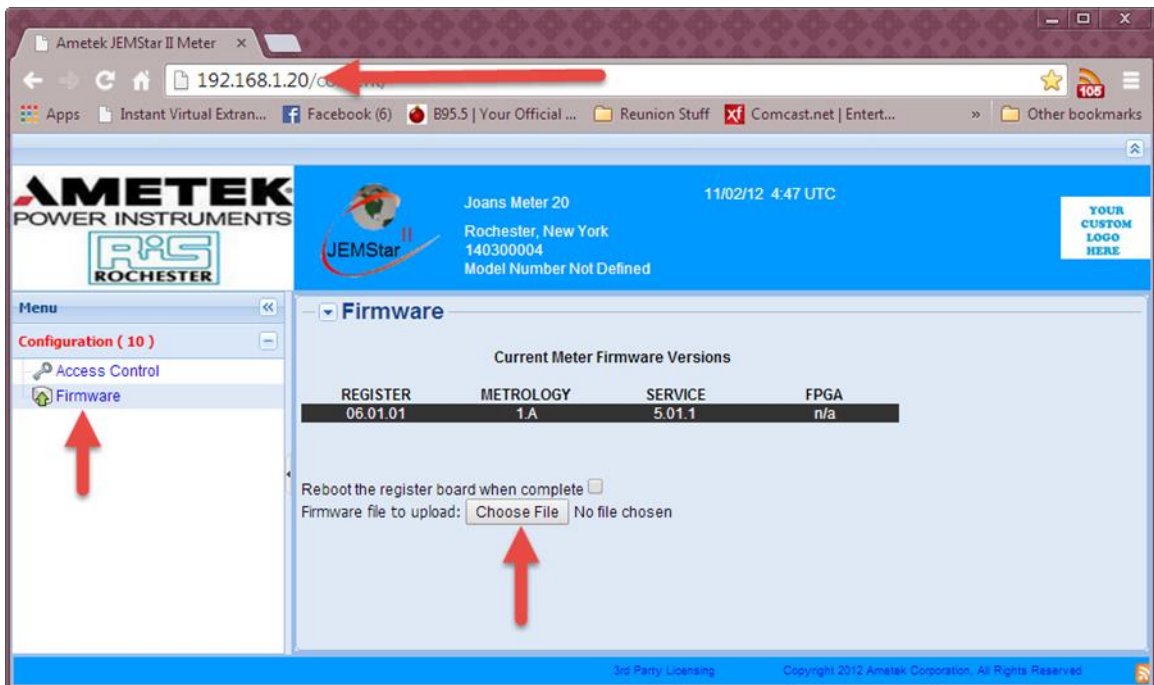 Ametek JEMStar II Meter
192.168.1.20/
Apps Instant Virtual Extran... Facebook (6) B95.5 | Your Official ... Reunion Stuff xf Comcast.net | Entert... » Other bookmarks
105
AMETEK
POWER INSTRUMENTS
RiS
ROCHESTER
JEMStar II
Joans Meter 20
Rochester, New York
140300004
Model Number Not Defined
11/02/12 4:47 UTC
YOUR
CUSTOM
LOGO
HERE
Menu
Configuration ( 10 )
Access Control
Firmware
Firmware
Current Meter Firmware Versions
REGISTER METROLOGY SERVICE FPGA
06.01.01 1.A 5.01.1 n/a
Reboot the register board when complete
Firmware file to upload: Choose File No file chosen
3rd Party Licensing Copyright 2012 Ametek Corporation, All Rights Reserved